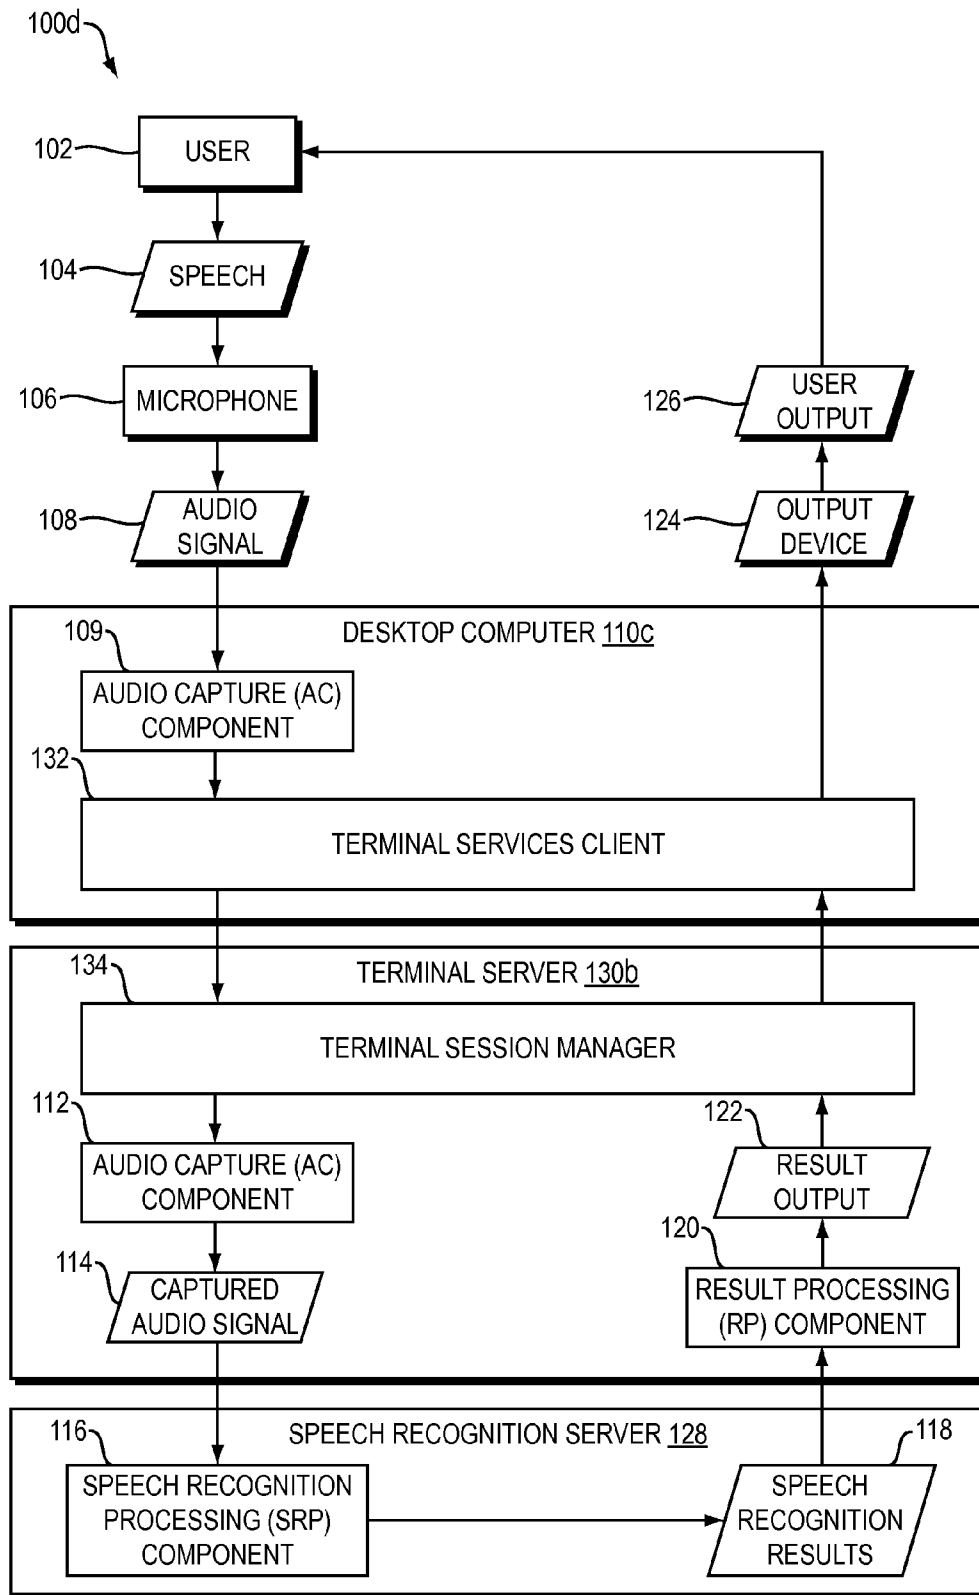 100d
102
USER
104
SPEECH
106
MICROPHONE
126
USER
OUTPUT
108
AUDIO
SIGNAL
124
OUTPUT
DEVICE
DESKTOP COMPUTER 110c
109
AUDIO CAPTURE (AC)
COMPONENT
132
TERMINAL SERVICES CLIENT
TERMINAL SERVER 130b
134
TERMINAL SESSION MANAGER
112
AUDIO CAPTURE (AC)
COMPONENT
122
RESULT
OUTPUT
114
CAPTURED
AUDIO SIGNAL
120
RESULT PROCESSING
(RP) COMPONENT
SPEECH RECOGNITION SERVER 128
116
SPEECH RECOGNITION
PROCESSING (SRP)
COMPONENT
118
SPEECH
RECOGNITION
RESULTS